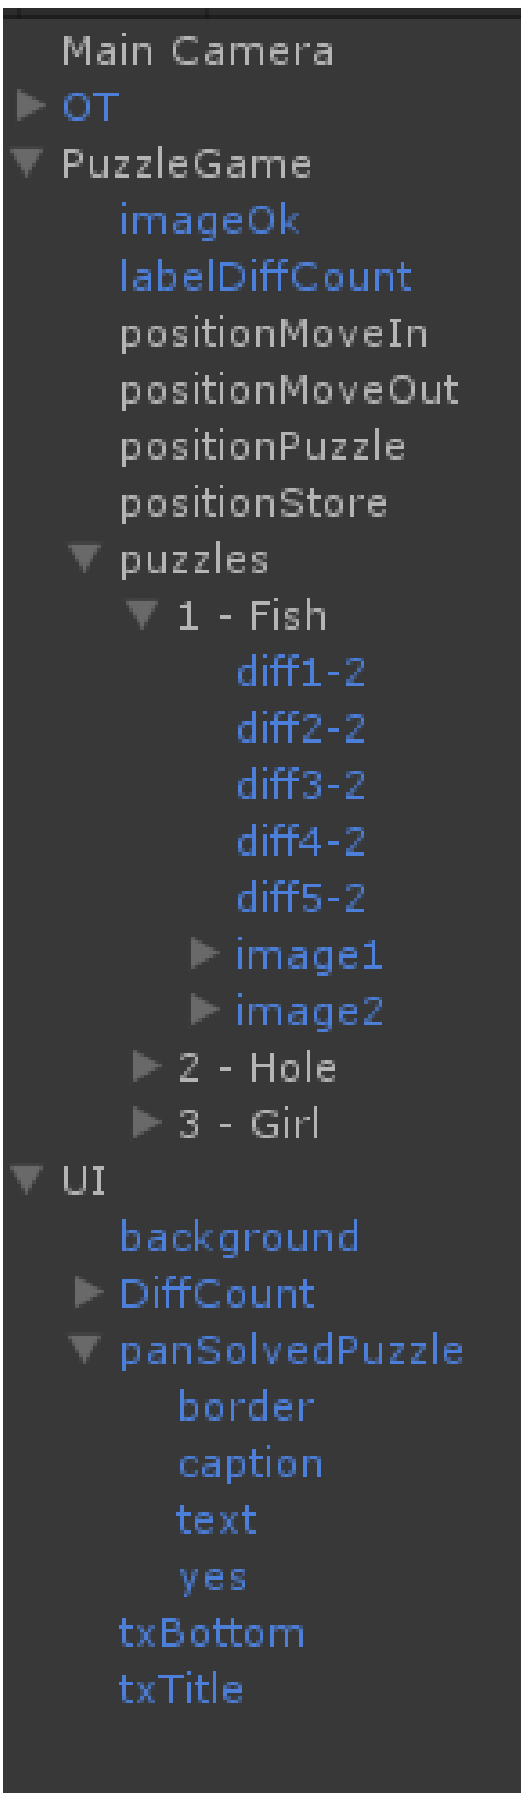 Main Camera
OT
PuzzleGame
imageOk
labelDiffCount
positionMoveIn
positionMoveOut
positionPuzzle
positionStore
puzzles
1 - Fish
diff1-2
diff2-2
diff3-2
diff4-2
diff5-2
image1
image2
2 - Hole
3 - Girl
UI
background
DiffCount
panSolvedPuzzle
border
caption
text
yes
txBottom
txTitle